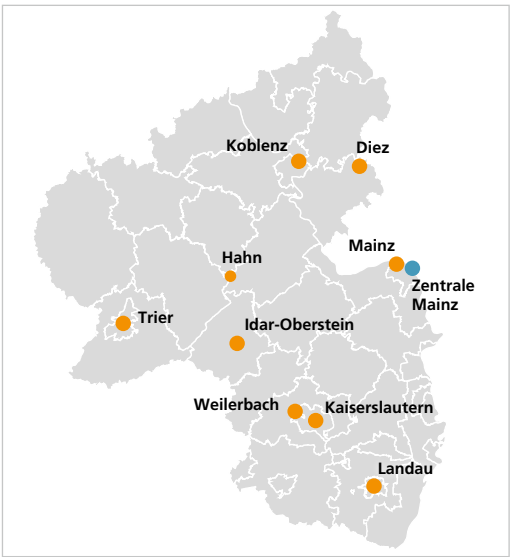 Koblenz
Diez
Mainz
Hahn
Zentrale
Mainz
Trier
Idar-Oberstein
Weilerbach
Kaiserslautern
Landau